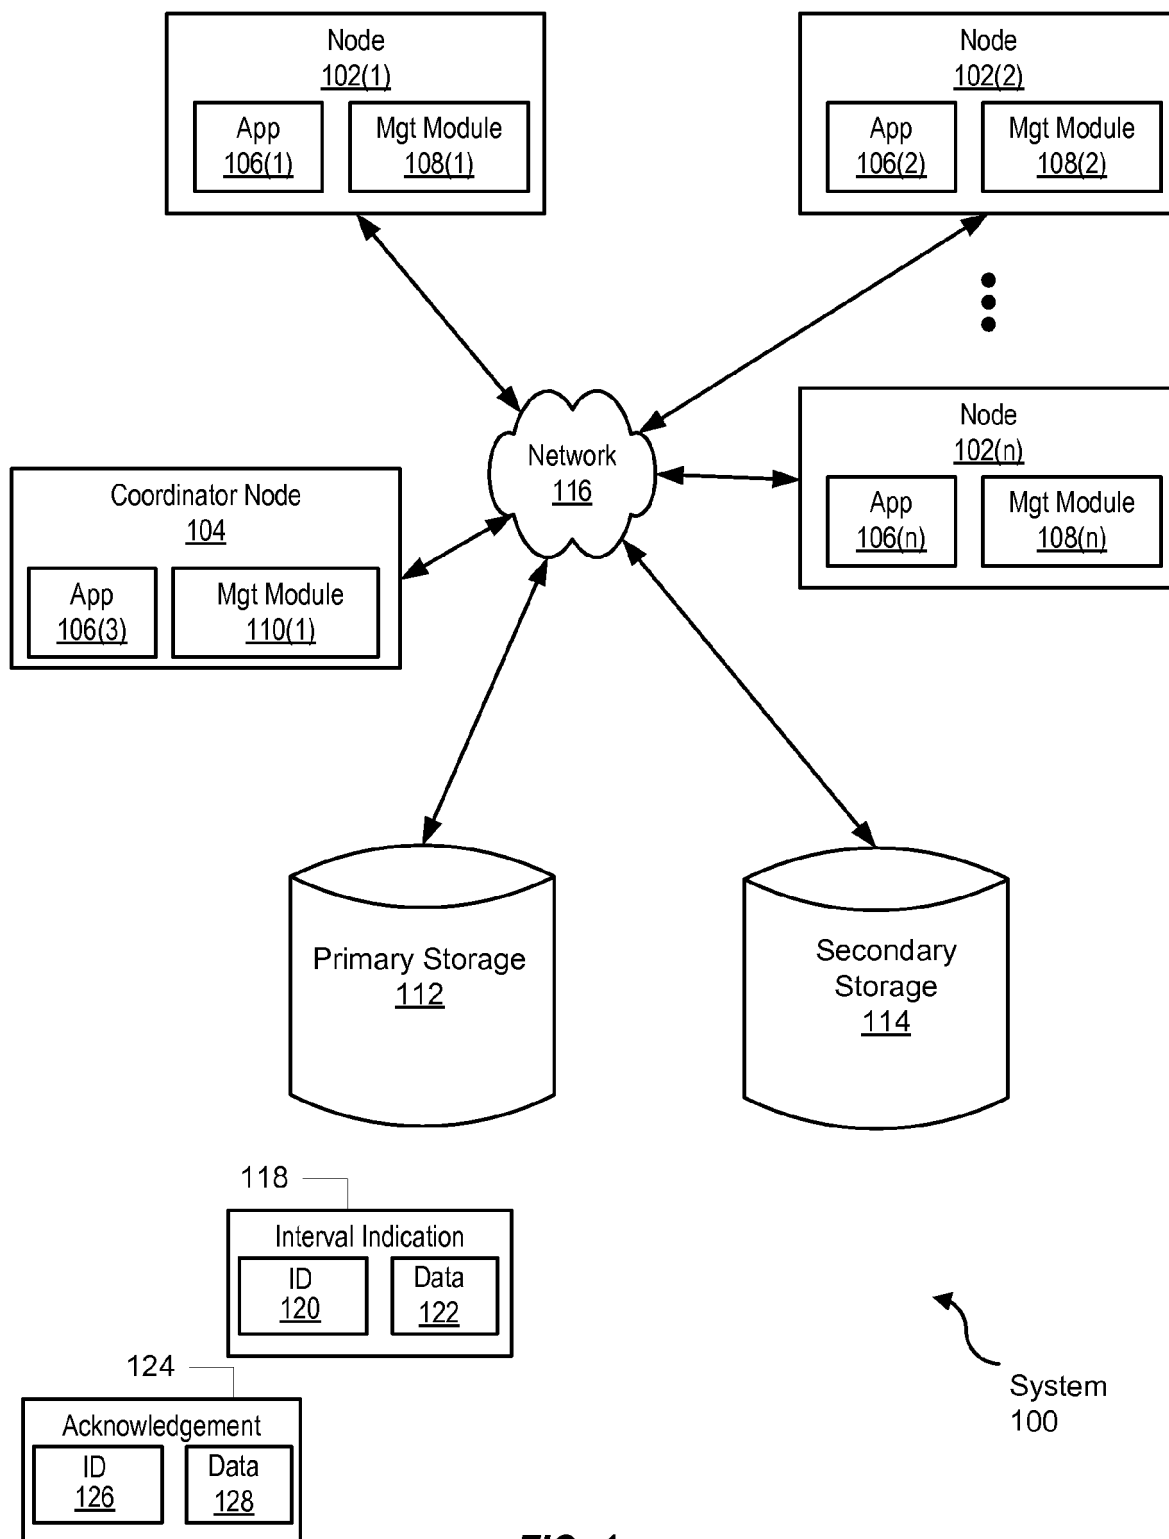 Node
102(1)
App
106(1)
Mgt Module
108(1)
Node
102(2)
App
106(2)
Mgt Module
108(2)
Network
116
Node
102(n)
App
106(n)
Mgt Module
108(n)
Coordinator Node
104
App
106(3)
Mgt Module
110(1)
Primary Storage
112
Secondary
Storage
114
118
Interval Indication
ID
120
Data
122
124
Acknowledgement
ID
126
Data
128
System
100